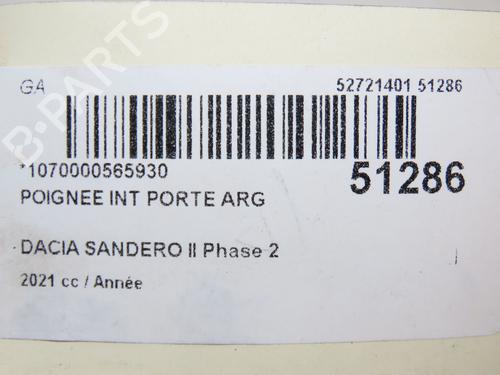 GA
52721401 51286
*1070000565930
51286
POIGNEE INT PORTE ARG
DACIA SANDERO II Phase 2
2021 cc / Année
B-PARTS